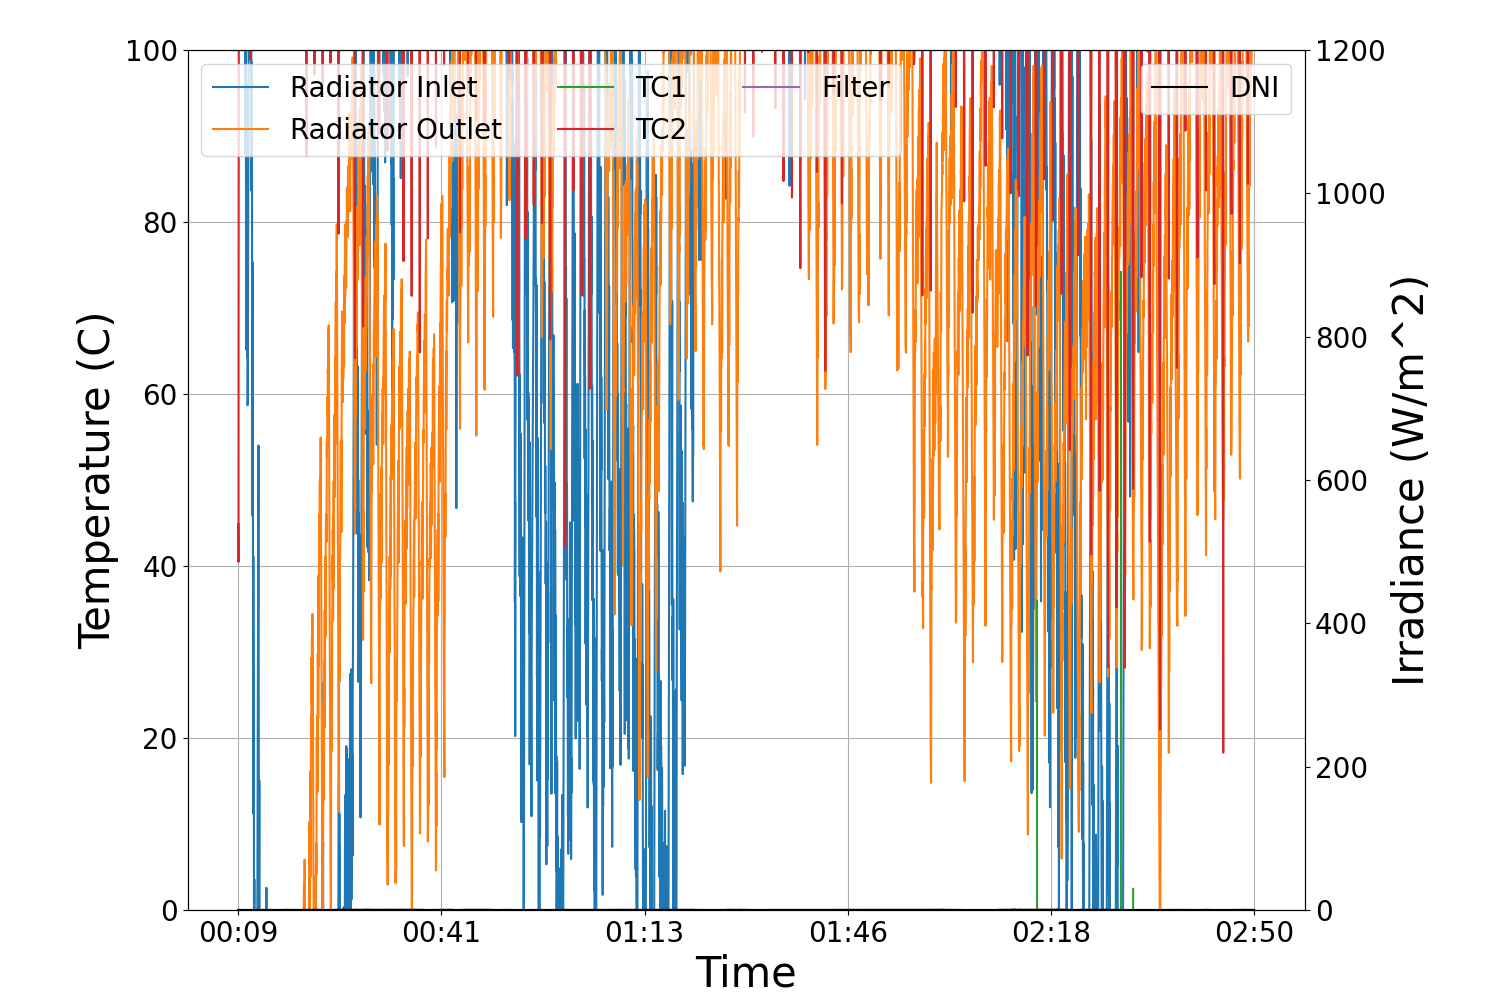 100
80
60
40
20
0
Temperature (C)
Radiator Inlet
Radiator Outlet
TC1
TC2
Filter
DNI
1200
1000
800
600
400
200
0
Irradiance (W/m^2)
00:09
00:41
01:13
01:46
02:18
02:50
Time